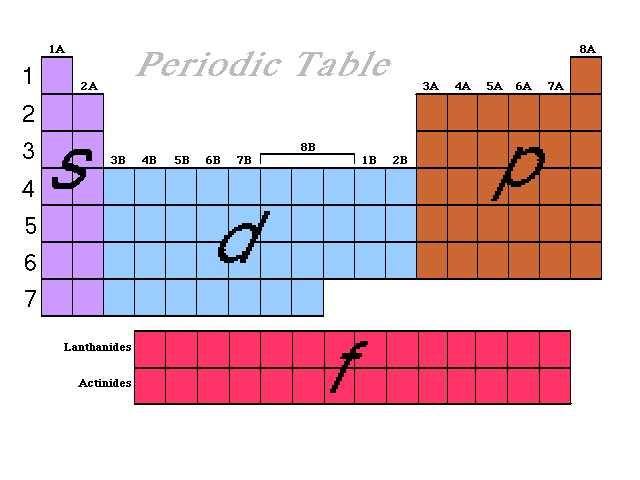 1A
8A
Periodic Table
1
2A
3A 4A 5A 6A 7A
2
8B
3
3B 4B 5B 6B 7B 1B 2B
s
p
4
5
d
6
7
Lanthanides
f
Actinides